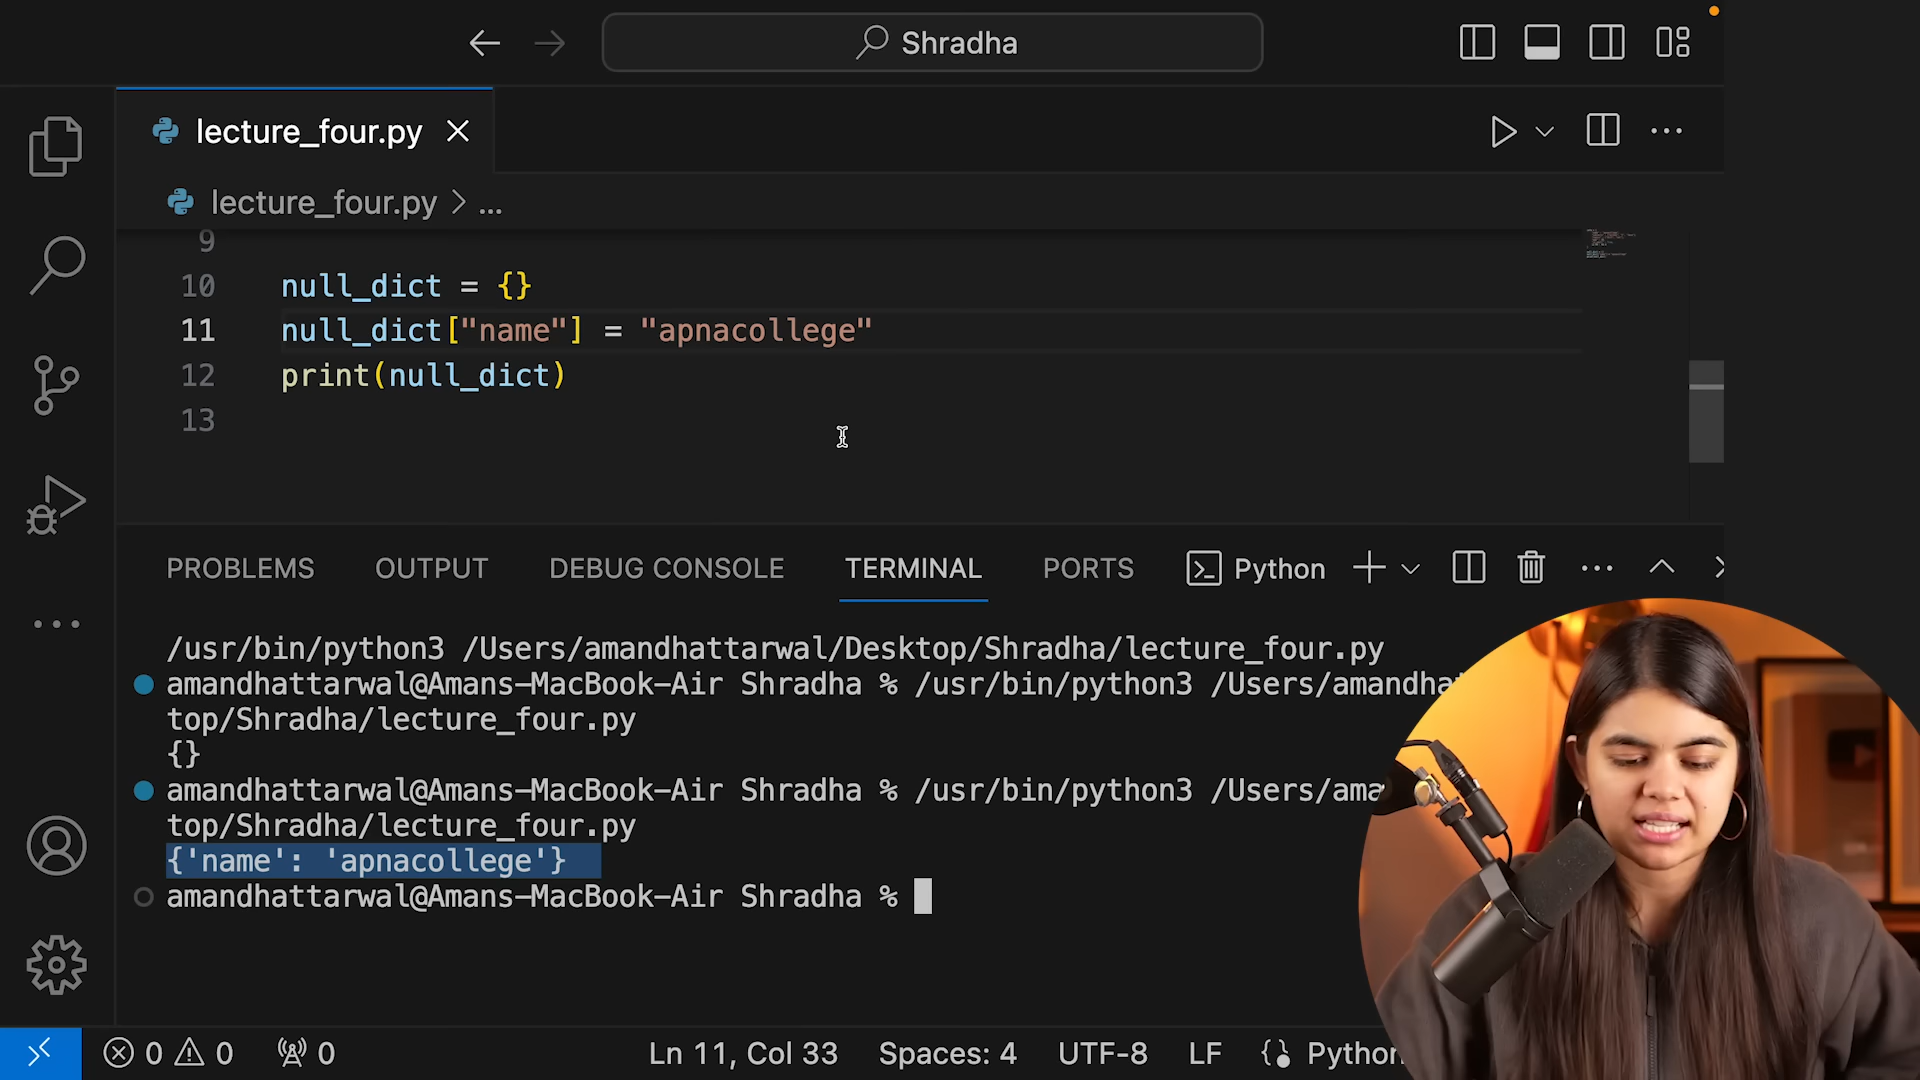 Shradha
lecture_four.py
lecture_four.py > ...
9
10 null_dict = {}
11 null_dict["name"] = "apnacollege"
12 print(null_dict)
13
PROBLEMS OUTPUT DEBUG CONSOLE TERMINAL PORTS Python
/usr/bin/python3 /Users/amandhattarwal/Desktop/Shradha/lecture_four.py
amandhattarwal@Amans-MacBook-Air Shradha % /usr/bin/python3 /Users/amandha
top/Shradha/lecture_four.py
{}
amandhattarwal@Amans-MacBook-Air Shradha % /usr/bin/python3 /Users/ama
top/Shradha/lecture_four.py
{'name': 'apnacollege'}
amandhattarwal@Amans-MacBook-Air Shradha %
0 0 0 Ln 11, Col 33 Spaces: 4 UTF-8 LF Python